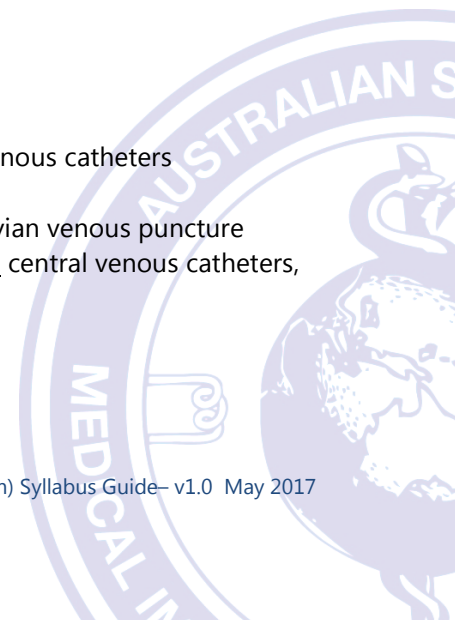 nous catheters
vian venous puncture
central venous catheters,
) Syllabus Guide– v1.0 May 2017
AUSTRALIAN S
MEDICAL